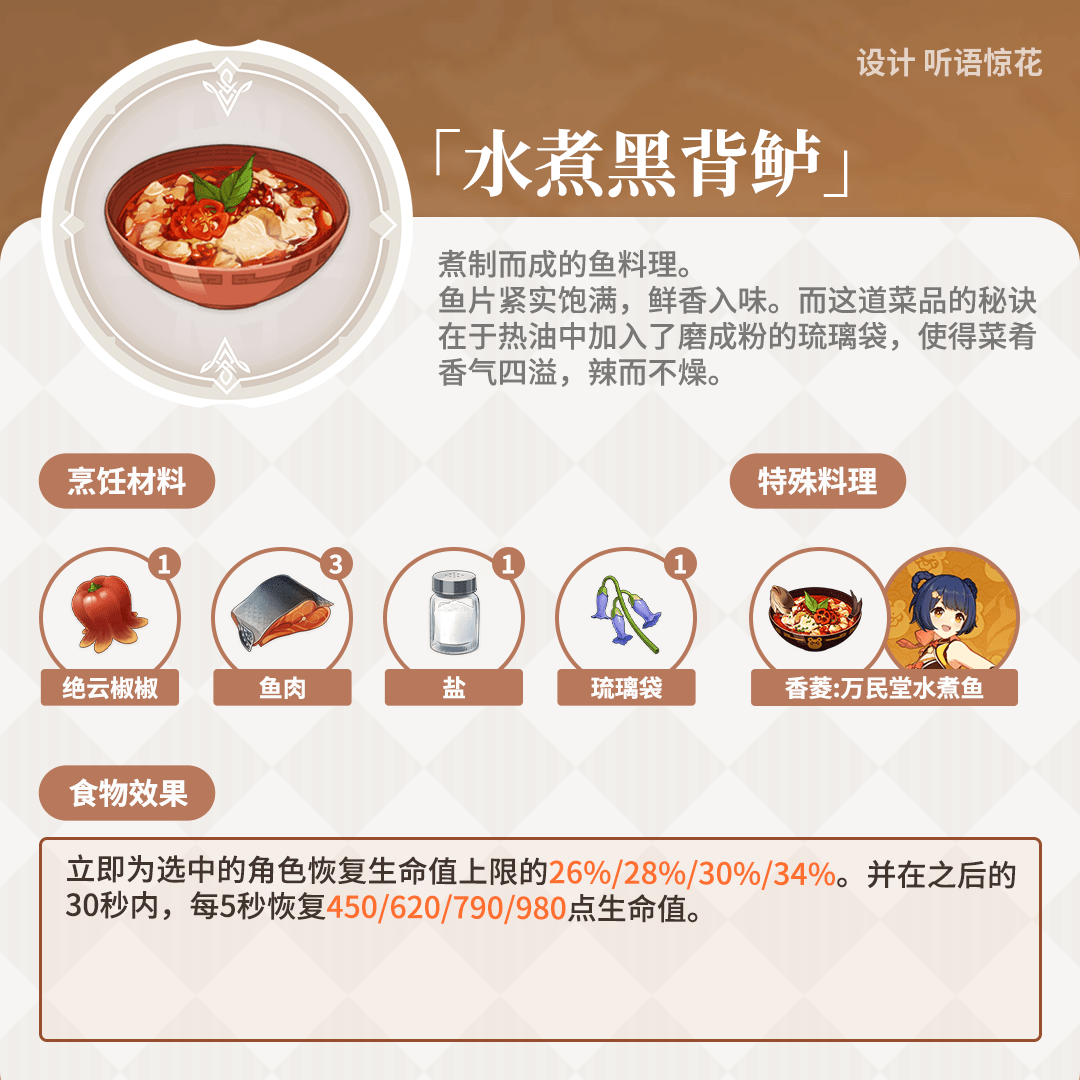 设计 听语惊花
「水煮黑背鲈」
煮制而成的鱼料理。
鱼片紧实饱满，鲜香入味。而这道菜品的秘诀
在于热油中加入了磨成粉的琉璃袋，使得菜肴
香气四溢，辣而不燥。
烹饪材料
特殊料理
1
3
1
1
绝云椒椒
鱼肉
盐
琉璃袋
香菱:万民堂水煮鱼
食物效果
立即为选中的角色恢复生命值上限的26%/28%/30%/34%。并在之后的
30秒内，每5秒恢复450/620/790/980点生命值。